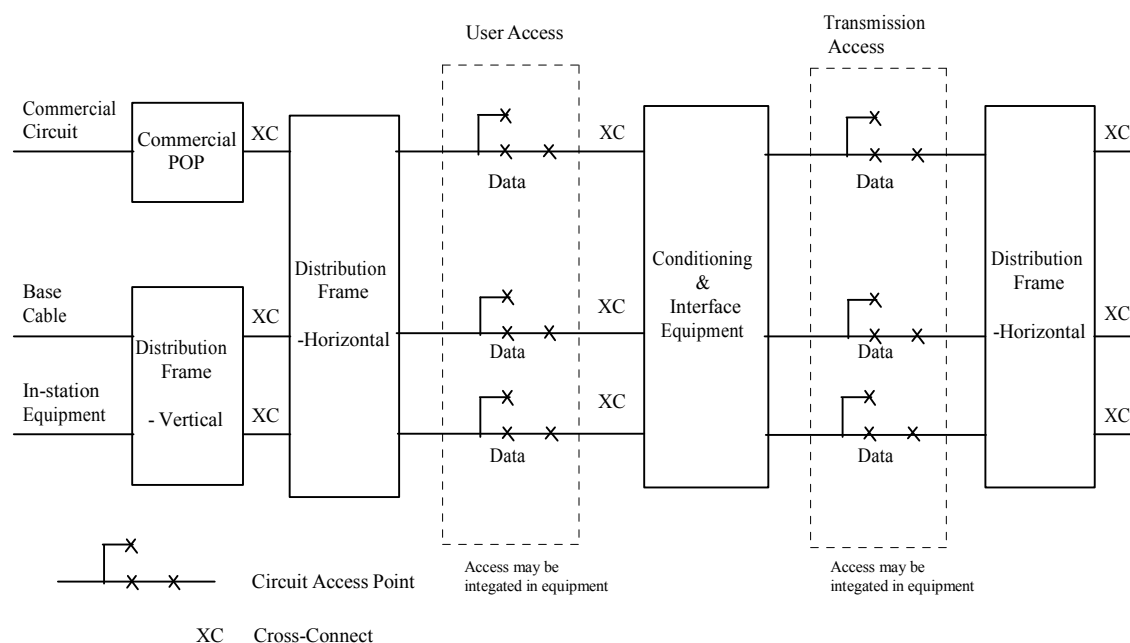 User Access
Transmission
Access
Commercial
Circuit
Commercial
POP
XC
XC
XC
Data
Data
Base
Cable
XC
Distribution
Frame
-Horizontal
XC
Conditioning
&
Interface
Equipment
Distribution
Frame
-Horizontal
XC
Distribution
Frame
- Vertical
Data
Data
In-station
Equipment
XC
XC
XC
Data
Data
Circuit Access Point
Access may be
integated in equipment
Access may be
integated in equipment
XC Cross-Connect